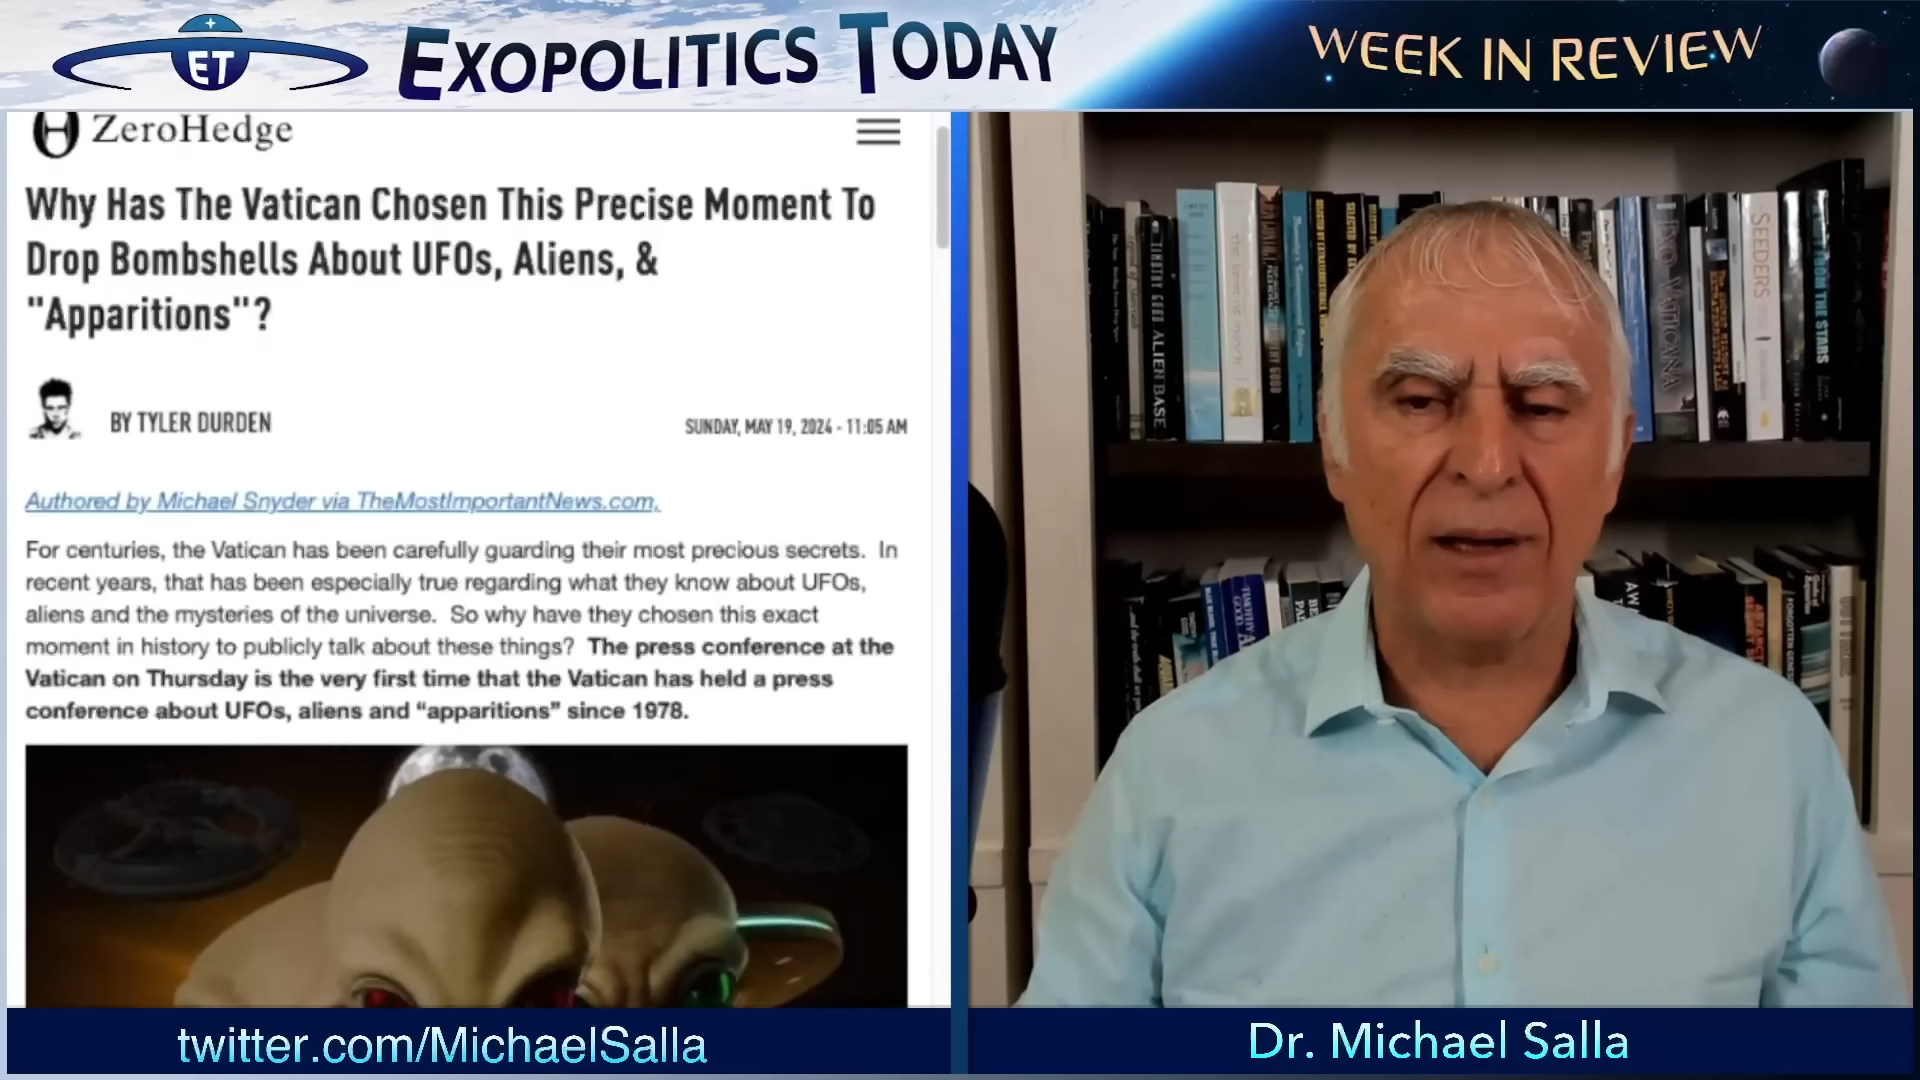 ET
EXOPOLITICS TODAY
WEEK IN REVIEW
ZeroHedge
Why Has The Vatican Chosen This Precise Moment To
Drop Bombshells About UFOs, Aliens, &
"Apparitions"?
BY TYLER DURDEN
SUNDAY, MAY 19, 2024 - 11:05 AM
Authored by Michael Snyder via TheMostImportantNews.com,
For centuries, the Vatican has been carefully guarding their most precious secrets. In
recent years, that has been especially true regarding what they know about UFOs,
aliens and the mysteries of the universe. So why have they chosen this exact
moment in history to publicly talk about these things? The press conference at the
Vatican on Thursday is the very first time that the Vatican has held a press
conference about UFOs, aliens and “apparitions” since 1978.
TIMOTHY GOOD ALIEN BASE
EXO-VATICANA
SEEDERS
FROM THE STARS
TIMOTHY GOOD
twitter.com/MichaelSalla
Dr. Michael Salla